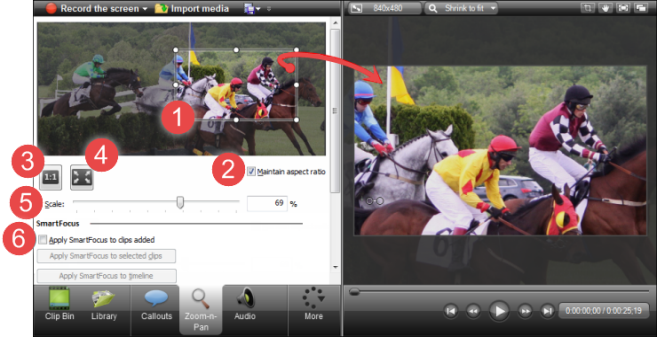 Record the screen
Import media
840x480
Shrink to fit
1
2
Maintain aspect ratio
3
1:1
4
5
Scale:
69 %
SmartFocus
6
Apply SmartFocus to clips added
Apply SmartFocus to selected clips
Apply SmartFocus to timeline
Clip Bin
Library
Callouts
Zoom-n-
Pan
Audio
More
0:00:00;00 / 0:00:25;19